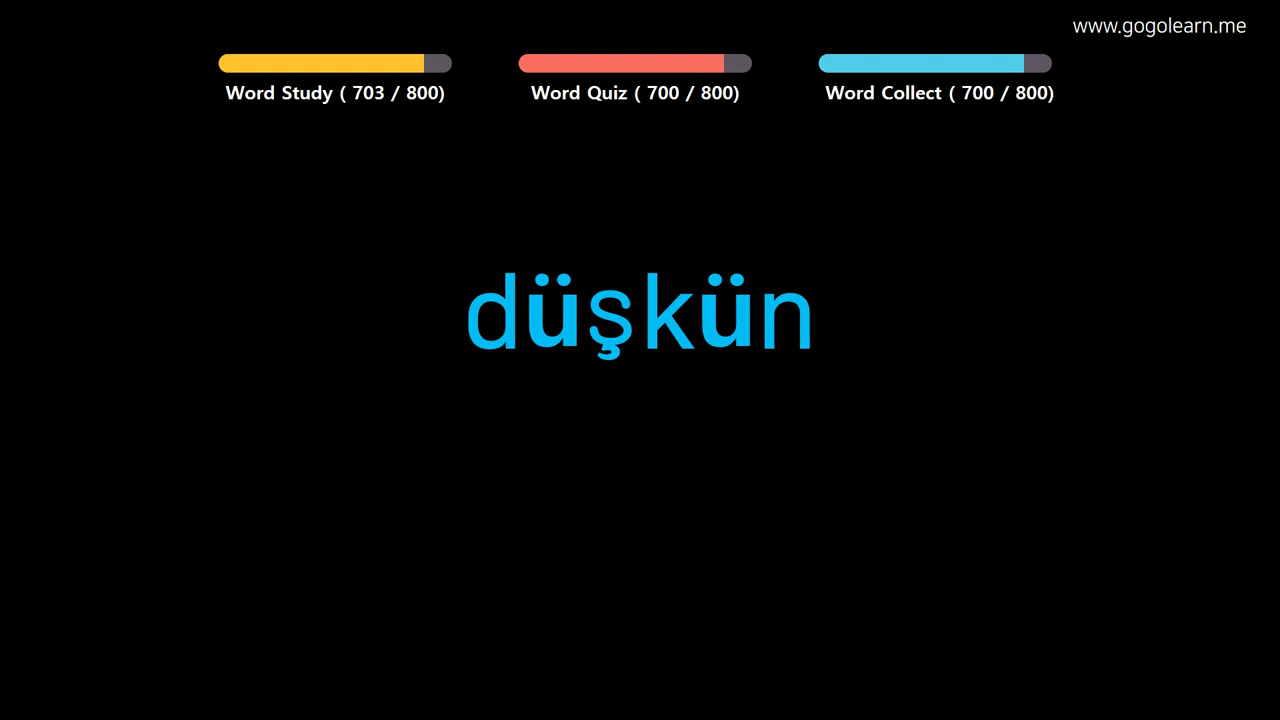 www.gogolearn.me
Word Study ( 703 / 800)
Word Quiz ( 700 / 800)
Word Collect ( 700 / 800)
düşkün